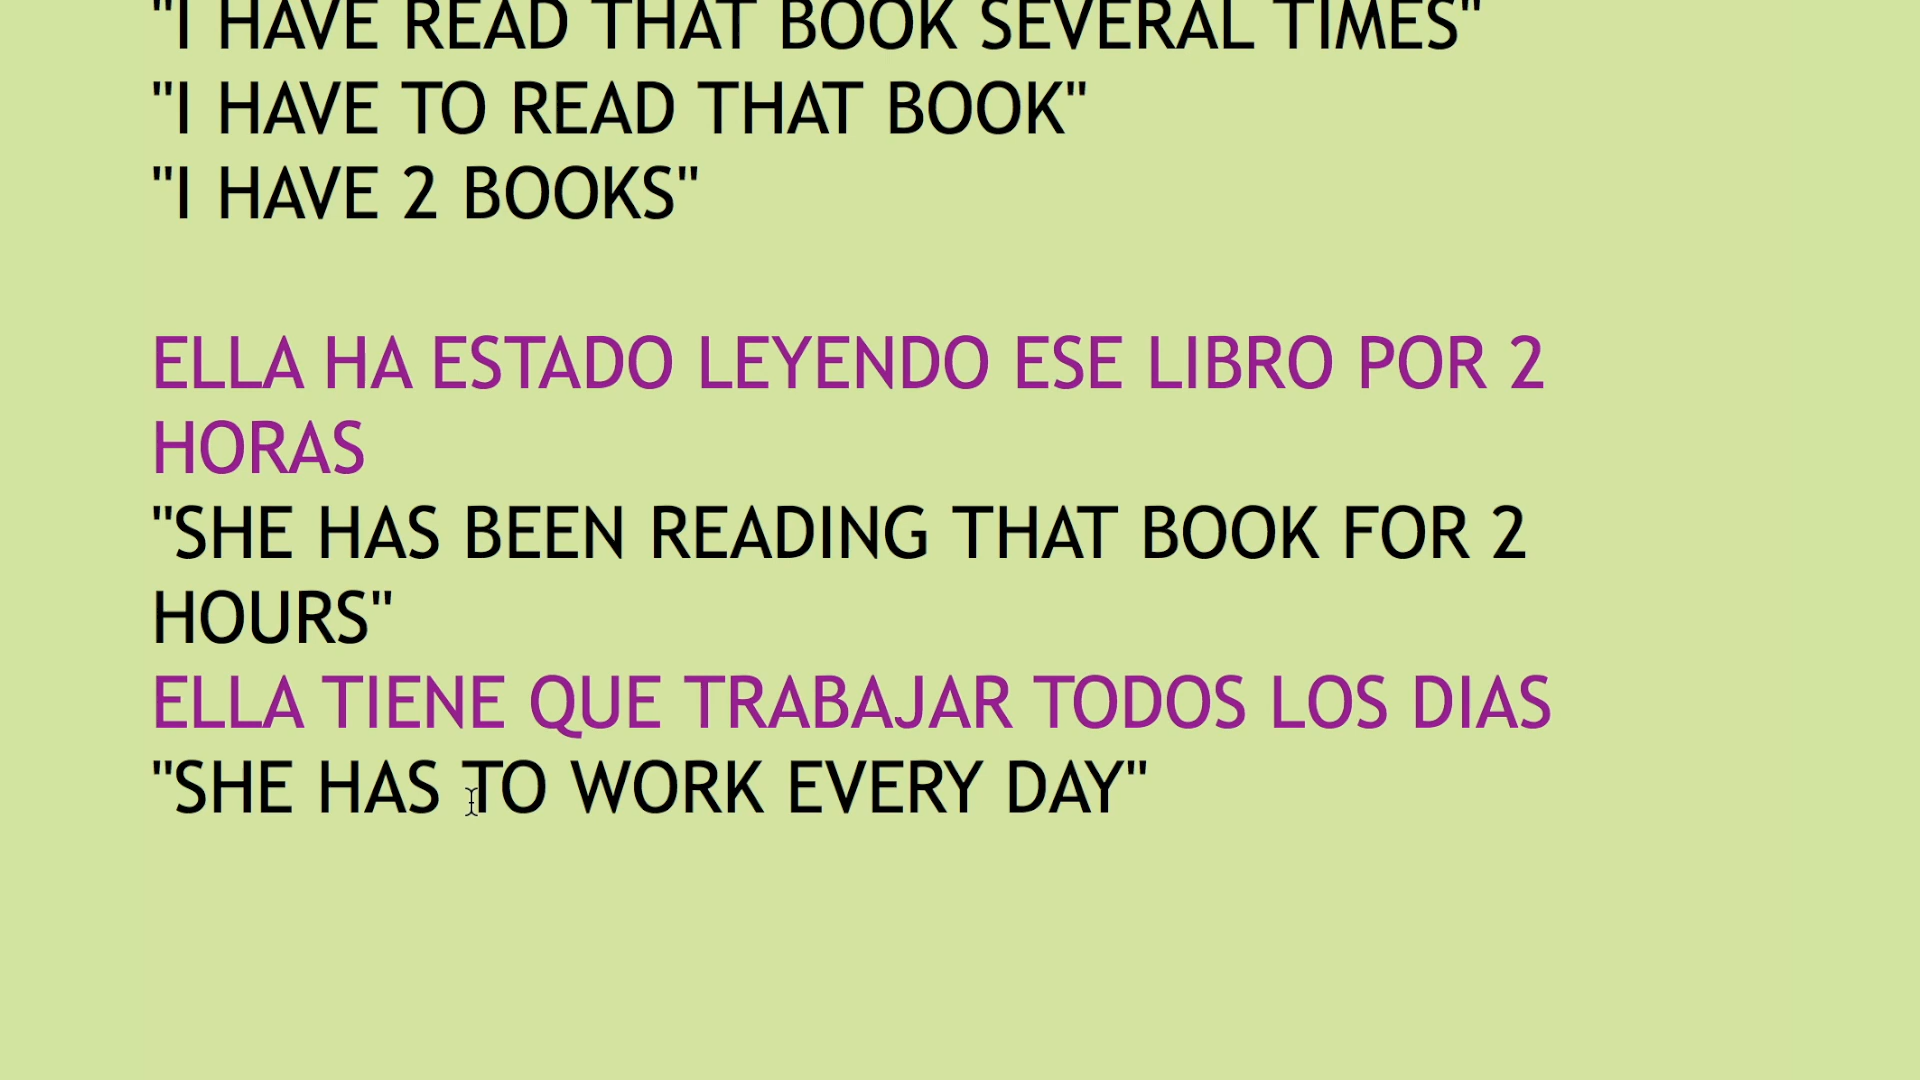 "I HAVE READ THAT BOOK SEVERAL TIMES"
"I HAVE TO READ THAT BOOK"
"I HAVE 2 BOOKS"
ELLA HA ESTADO LEYENDO ESE LIBRO POR 2
HORAS
"SHE HAS BEEN READING THAT BOOK FOR 2
HOURS"
ELLA TIENE QUE TRABAJAR TODOS LOS DIAS
"SHE HAS TO WORK EVERY DAY"